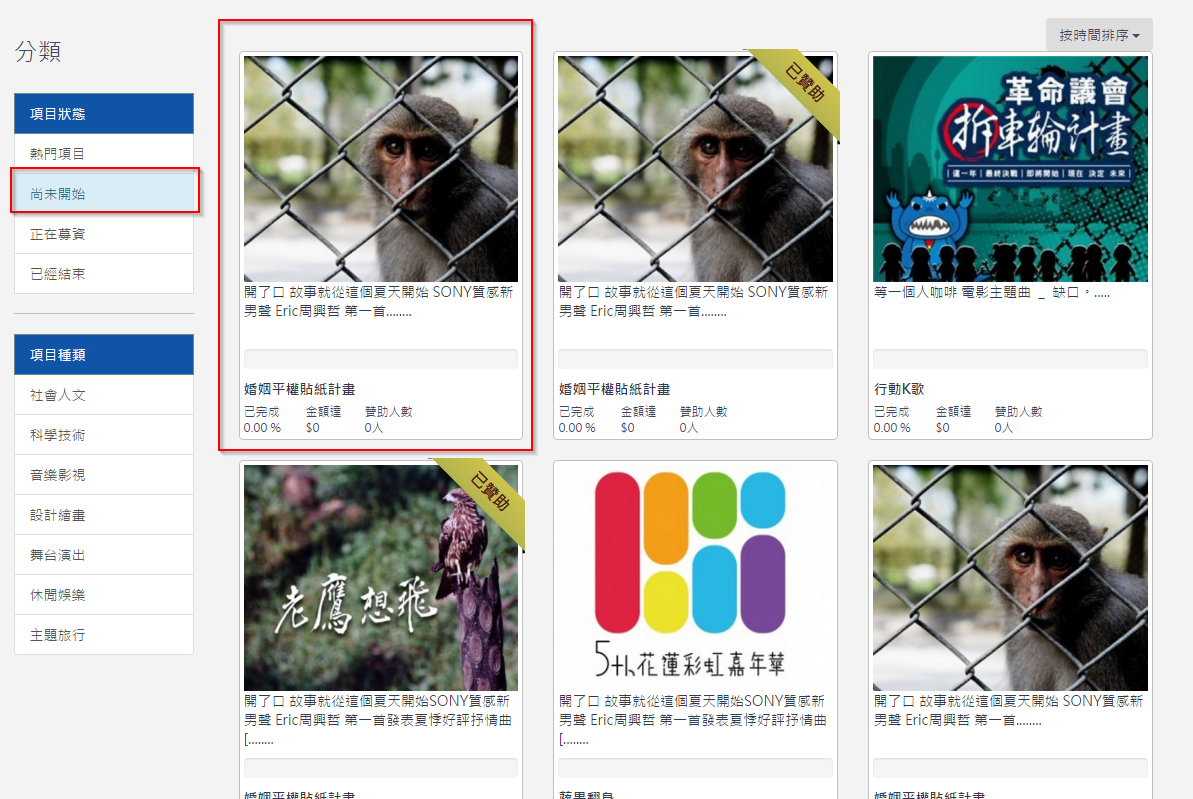 按時間排序
分類
項目狀態
熱門項目
尚未開始
正在募資
已經結束
項目種類
社會人文
科學技術
音樂影視
設計繪畫
舞台演出
休閒娛樂
主題旅行
開了口 故事就從這個夏天開始 SONY質感新
男聲 Eric周興哲 第一首........
婚姻平權貼紙計畫
已完成 金額達 贊助人數
0.00 % $0 0人
已贊助
開了口 故事就從這個夏天開始 SONY質感新
男聲 Eric周興哲 第一首........
婚姻平權貼紙計畫
已完成 金額達 贊助人數
0.00 % $0 0人
革命議會
拆車輪計畫
這一年 | 最終決戰 | 即將開始 | 現在 決定 未來
等一個人咖啡 電影主題曲 _ 缺口。.....
行動K歌
已完成 金額達 贊助人數
0.00 % $0 0人
已贊助
老鷹想飛
開了口 故事就從這個夏天開始SONY質感新
男聲 Eric周興哲 第一首發表夏悸好評抒情曲
[........
婚姻平權貼紙計畫
5th花蓮彩虹嘉年華
開了口 故事就從這個夏天開始SONY質感新
男聲 Eric周興哲 第一首發表夏悸好評抒情曲
[........
開了口 故事就從這個夏天開始 SONY質感新
男聲 Eric周興哲 第一首........
婚姻平權貼紙計畫